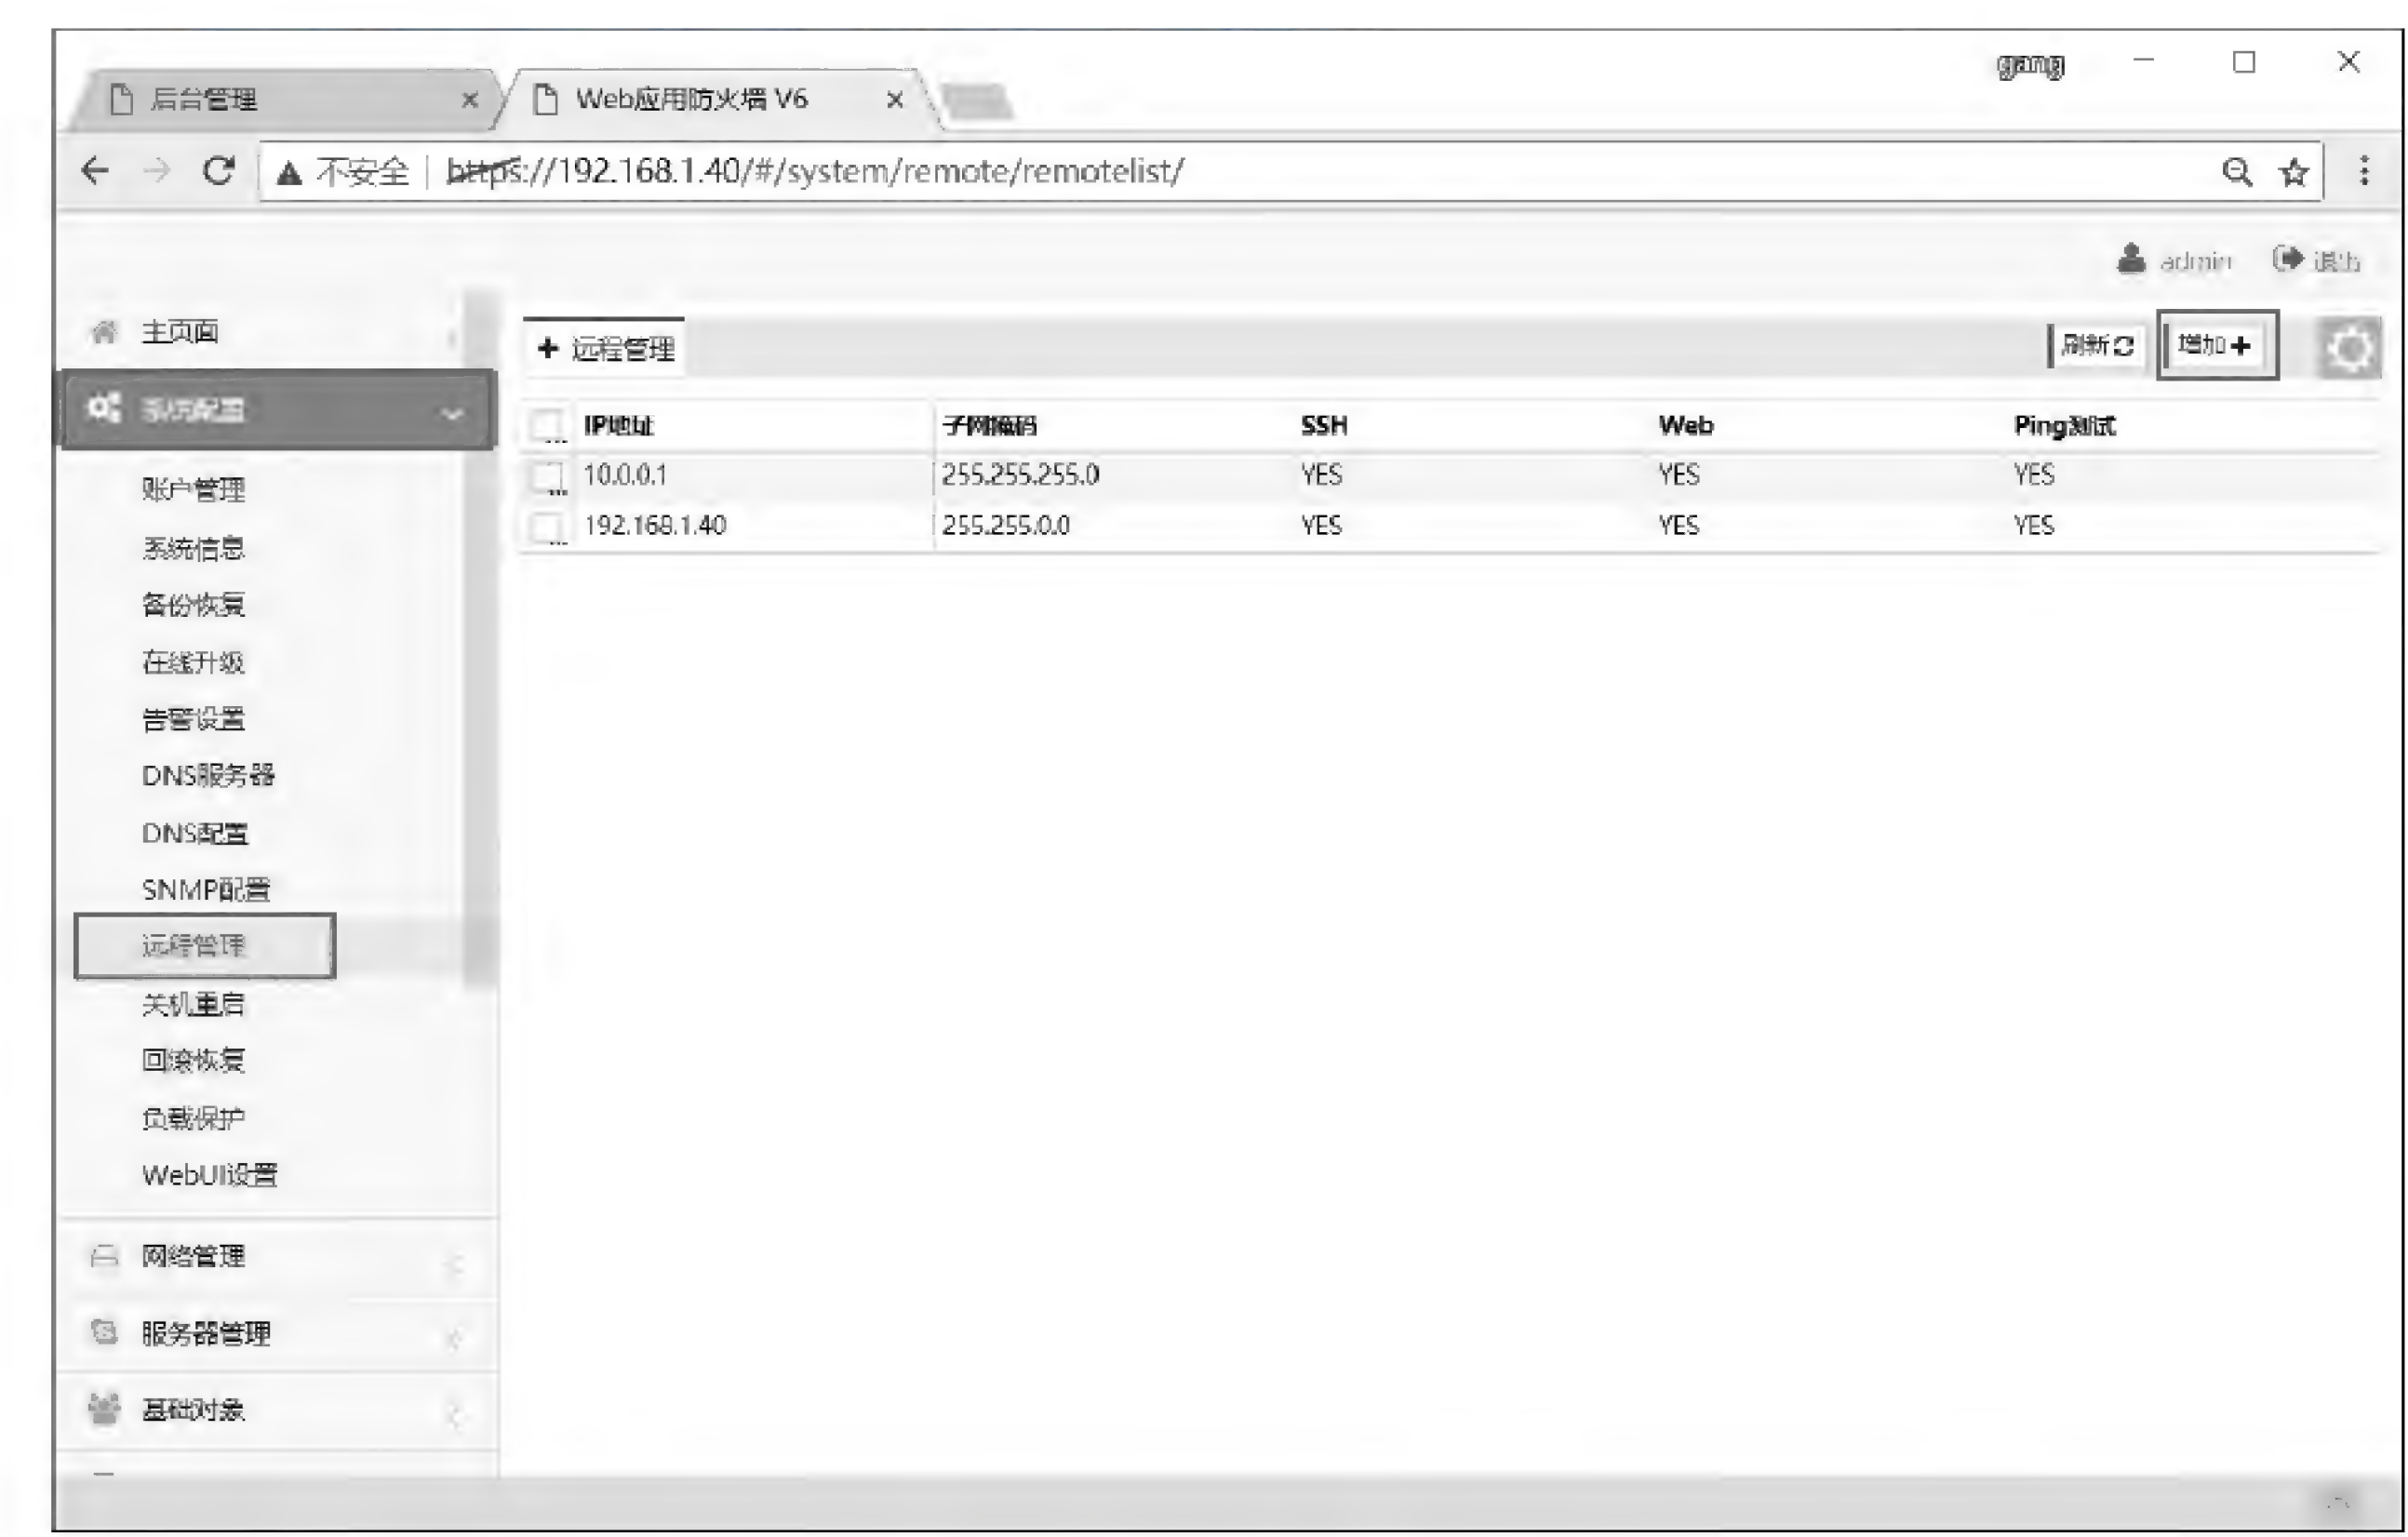 gang
后台管理
Web应用防火墙 V6
不安全 https://192.168.1.40/#/system/remote/remotelist/
admin 退出
主页面
系统配置
账户管理
系统信息
备份恢复
在线升级
告警设置
DNS服务器
DNS配置
SNMP配置
远程管理
关机重启
回滚恢复
负载保护
WebUI设置
网络管理
服务器管理
基础对象
远程管理
刷新 增加
IP地址 子网掩码 SSH Web Ping测试
10.0.0.1 255.255.255.0 YES YES YES
192.168.1.40 255.255.0.0 YES YES YES